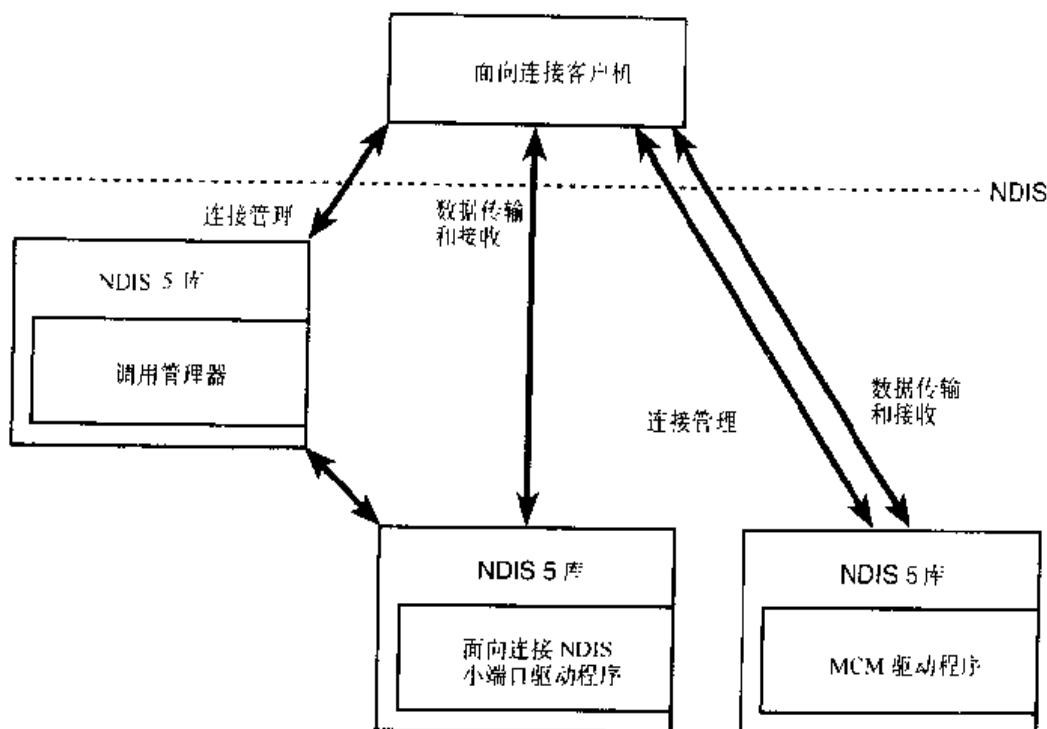 面向连接客户机
NDIS
连接管理
数据传输
和接收
NDIS 5 库
调用管理器
数据传输
和接收
连接管理
NDIS 5 库
面向连接 NDIS
小端口驱动程序
NDIS 5 库
MCM 驱动程序